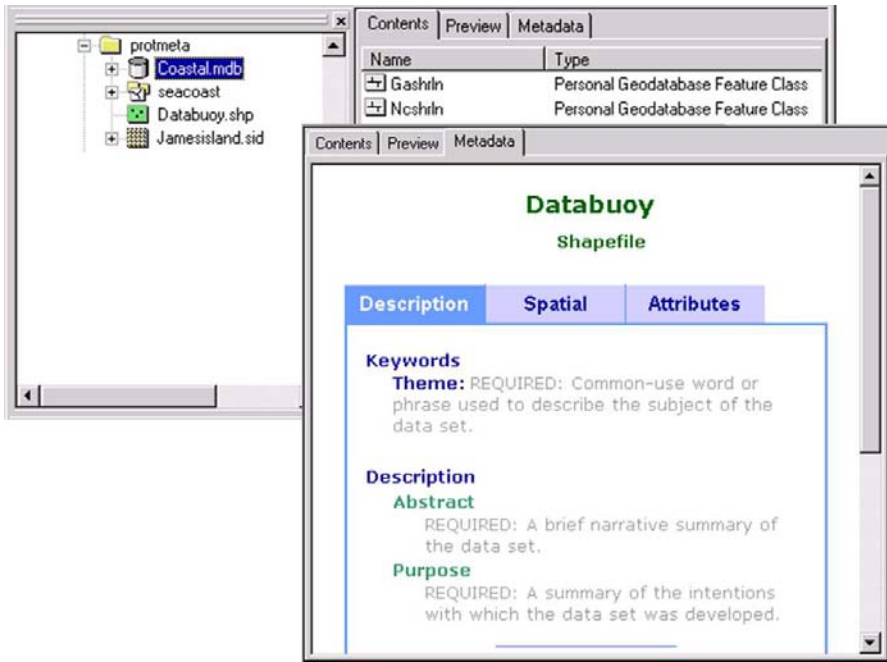 protmeta
Coastal.mdb
seacoast
Databuoy.shp
Jamesisland.sid
Contents Preview Metadata
Name Type
Gashrln Personal Geodatabase Feature Class
Ncshrln Personal Geodatabase Feature Class
Contents Preview Metadata
Databuoy
Shapefile
Description Spatial Attributes
Keywords
Theme: REQUIRED: Common-use word or
phrase used to describe the subject of the
data set.
Description
Abstract
REQUIRED: A brief narrative summary of
the data set.
Purpose
REQUIRED: A summary of the intentions
with which the data set was developed.